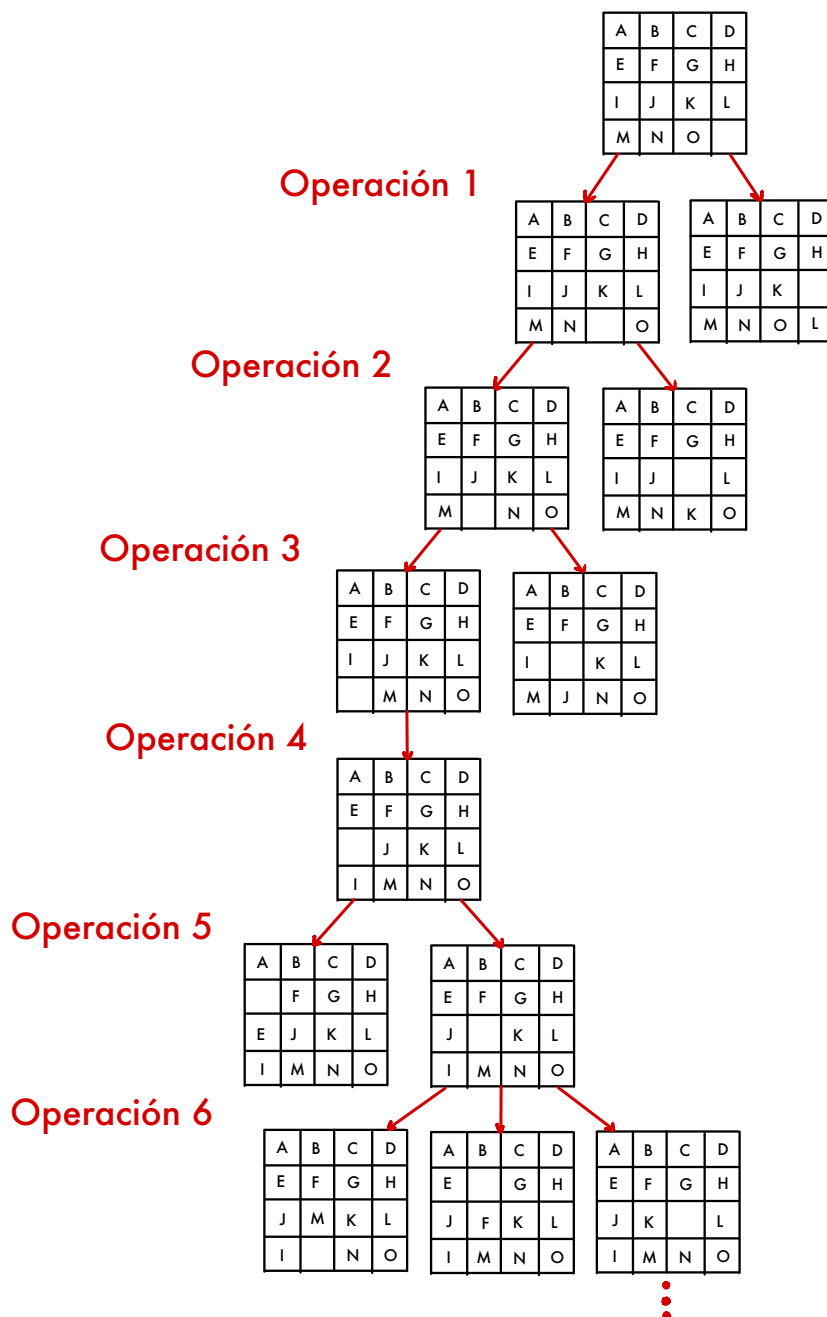 A B C D
E F G H
I J K L
M N O
Operación 1
A B C D
E F G H
I J K L
M N O
A B C D
E F G H
I J K
M N O L
Operación 2
A B C D
E F G H
I J K L
M N O
A B C D
E F G H
I J L
M N K O
Operación 3
A B C D
E F G H
I J K L
M N O
A B C D
E F G H
I K L
M J N O
Operación 4
A B C D
E F G H
J K L
I M N O
Operación 5
A B C D
F G H
E J K L
I M N O
A B C D
E F G H
J K L
I M N O
Operación 6
A B C D
E F G H
J M K L
I N O
A B C D
E G H
J F K L
I M N O
A B C D
E F G H
J K L
I M N O